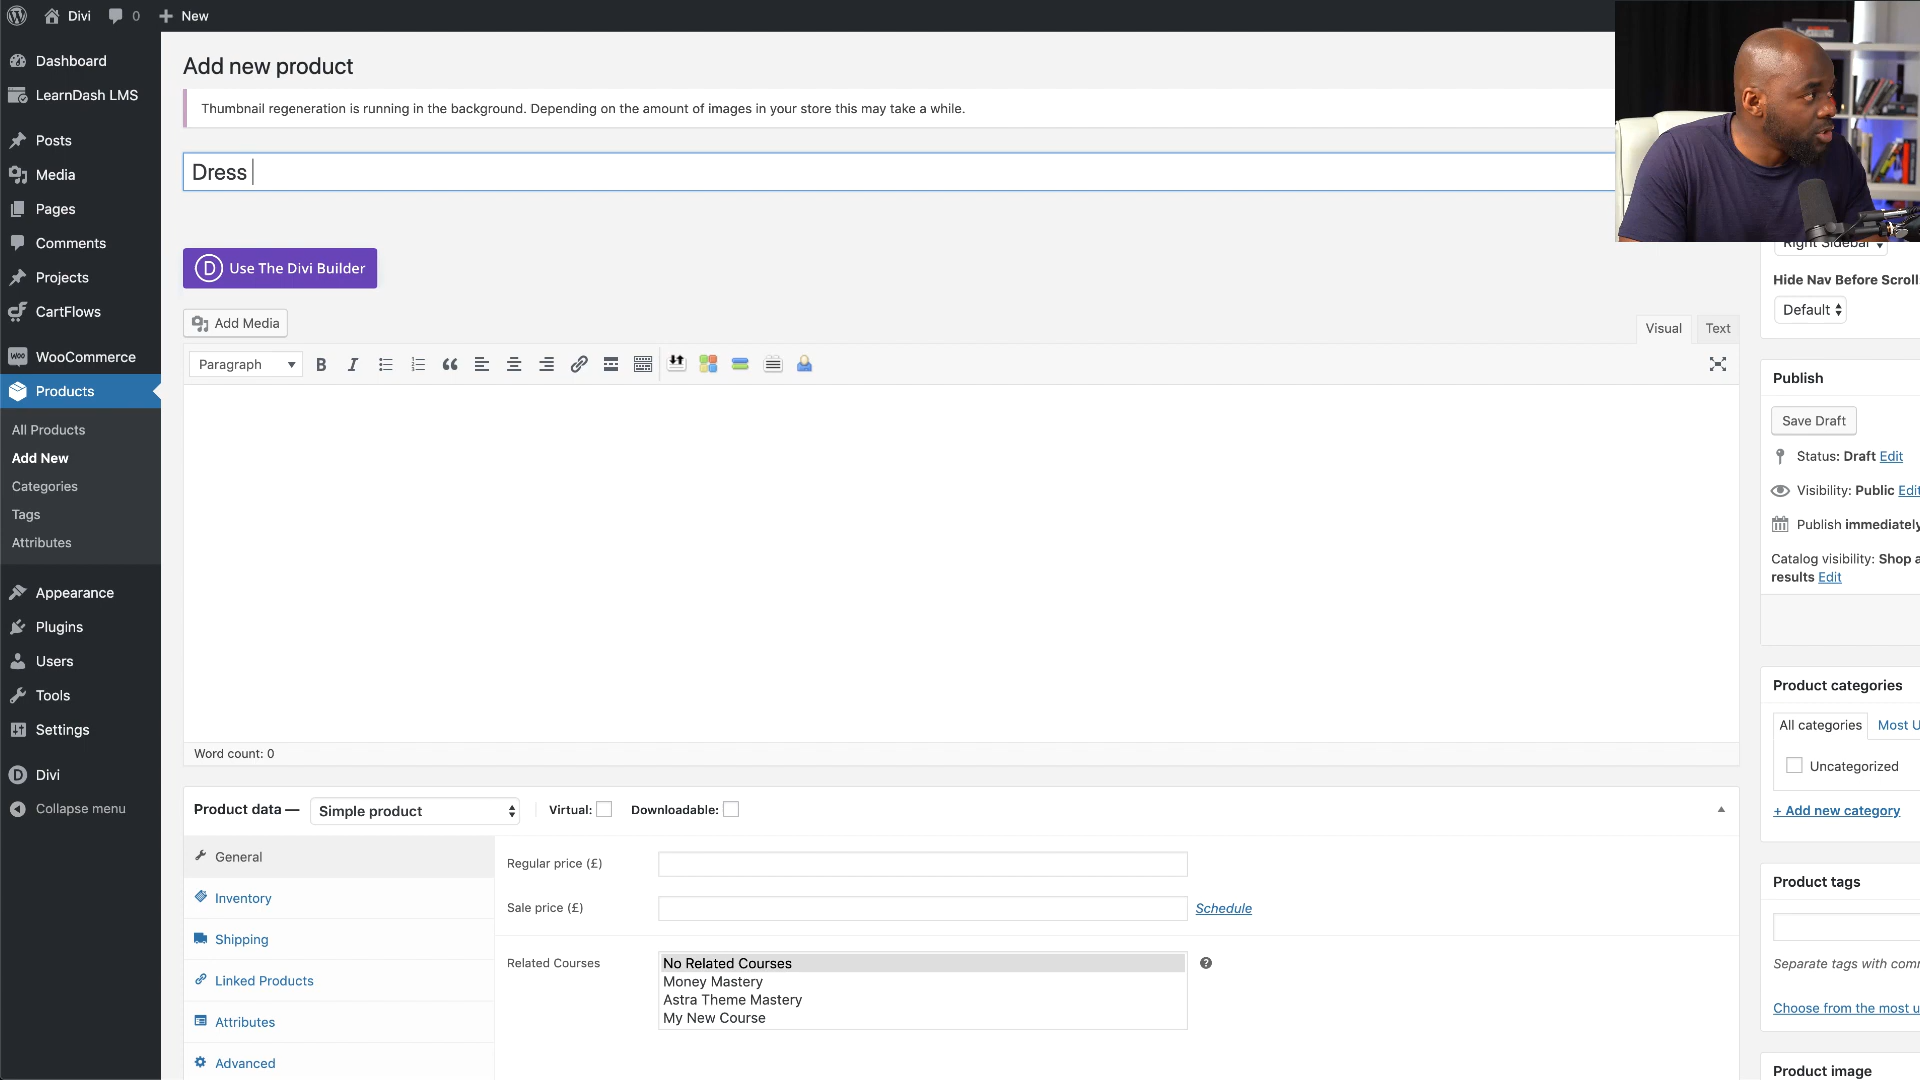 Divi
0
New
Dashboard
LearnDash LMS
Posts
Media
Pages
Comments
Projects
CartFlows
WooCommerce
Products
All Products
Add New
Categories
Tags
Attributes
Appearance
Plugins
Users
Tools
Settings
Divi
Collapse menu
Add new product
Thumbnail regeneration is running in the background. Depending on the amount of images in your store this may take a while.
Dress
D Use The Divi Builder
Add Media
Visual Text
Paragraph
Word count: 0
Product data — Simple product Virtual: Downloadable:
General
Inventory
Shipping
Linked Products
Attributes
Advanced
Regular price (£)
Sale price (£)
Schedule
Related Courses
No Related Courses
Money Mastery
Astra Theme Mastery
My New Course
Right Sidebar
Hide Nav Before Scroll
Default
Publish
Save Draft
Status: Draft Edit
Visibility: Public Edit
Publish immediately
Catalog visibility: Shop a
results Edit
Product categories
All categories Most U
Uncategorized
+ Add new category
Product tags
Separate tags with com
Choose from the most u
Product image